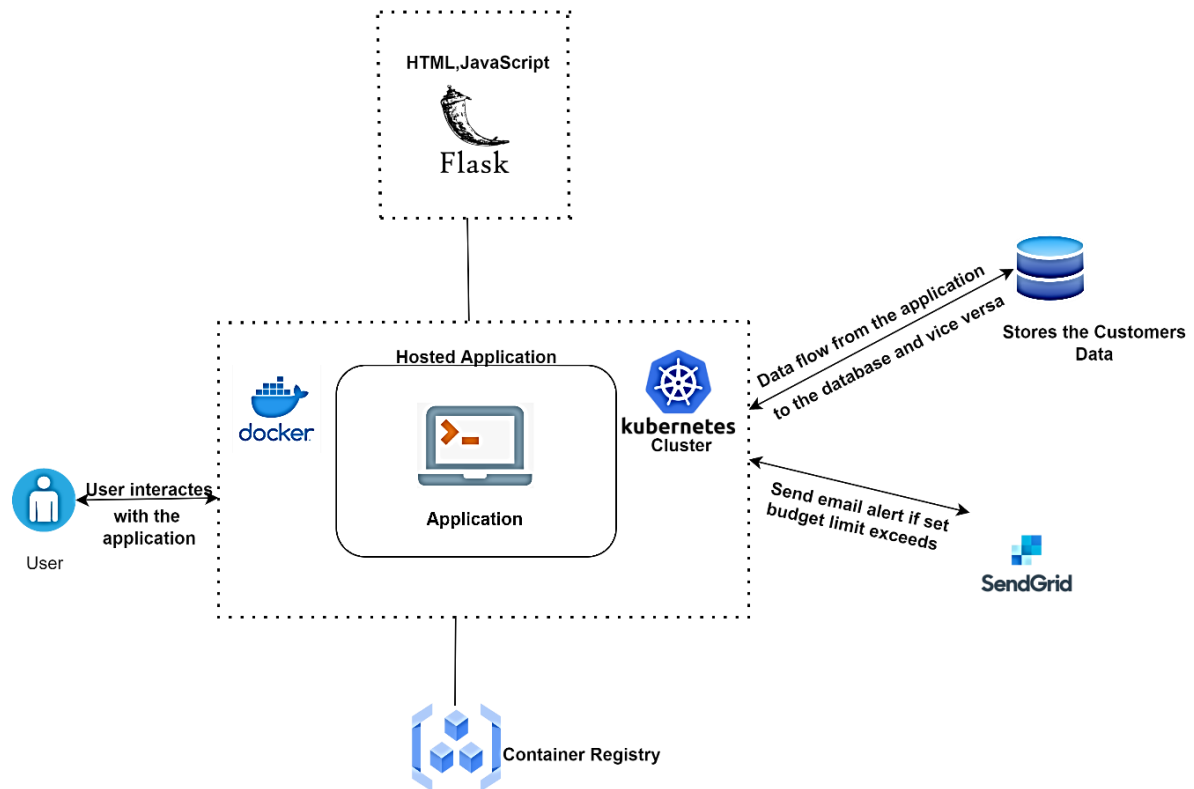 HTML,JavaScript
Flask
Hosted Application
docker
kubernetes
Cluster
Application
User interactes
with the
application
User
Data flow from the application
to the database and vice versa
Stores the Customers
Data
Send email alert if set
budget limit exceeds
SendGrid
Container Registry